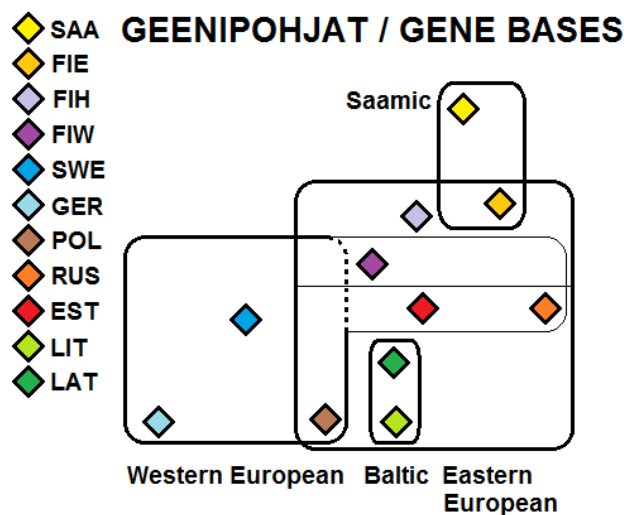 GEENIPOHJAT / GENE BASES
SAA
FIE
FIH
FIW
SWE
GER
POL
RUS
EST
LIT
LAT
Saamic
Western European
Baltic
Eastern
European